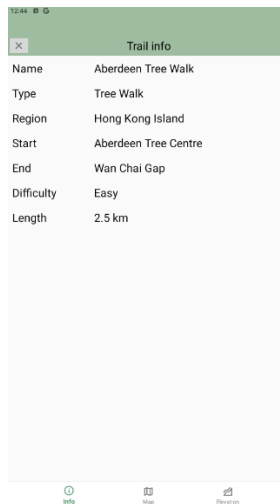 12:44 G
Trail info
Name Aberdeen Tree Walk
Type Tree Walk
Region Hong Kong Island
Start Aberdeen Tree Centre
End Wan Chai Gap
Difficulty Easy
Length 2.5 km
Info Map Elevation